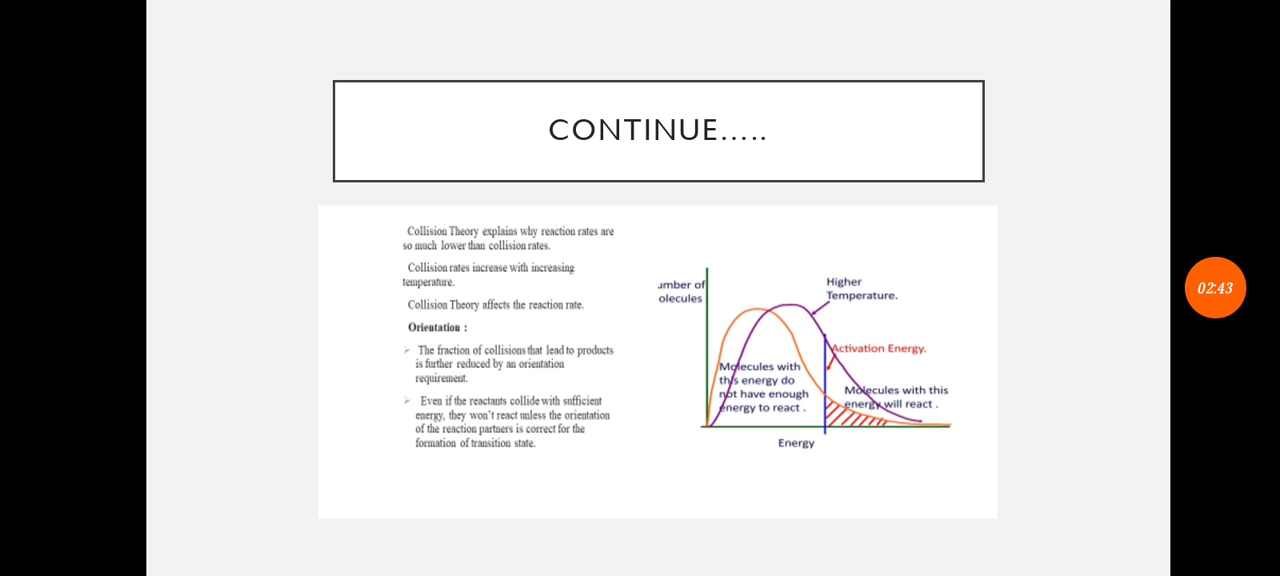 CONTINUE.....
Collision Theory explains why reaction rates are
so much lower than collision rates.
Collision rates increase with increasing
temperature.
Collision Theory affects the reaction rate.
Orientation :
➢ The fraction of collisions that lead to products
is further reduced by an orientation
requirement.
➢ Even if the reactants collide with sufficient
energy, they won't react unless the orientation
of the reaction partners is correct for the
formation of transition state.
umber of
olecules
Higher
Temperature.
Activation Energy.
Molecules with
this energy do
not have enough
energy to react .
Molecules with this
energy will react .
Energy
02:43